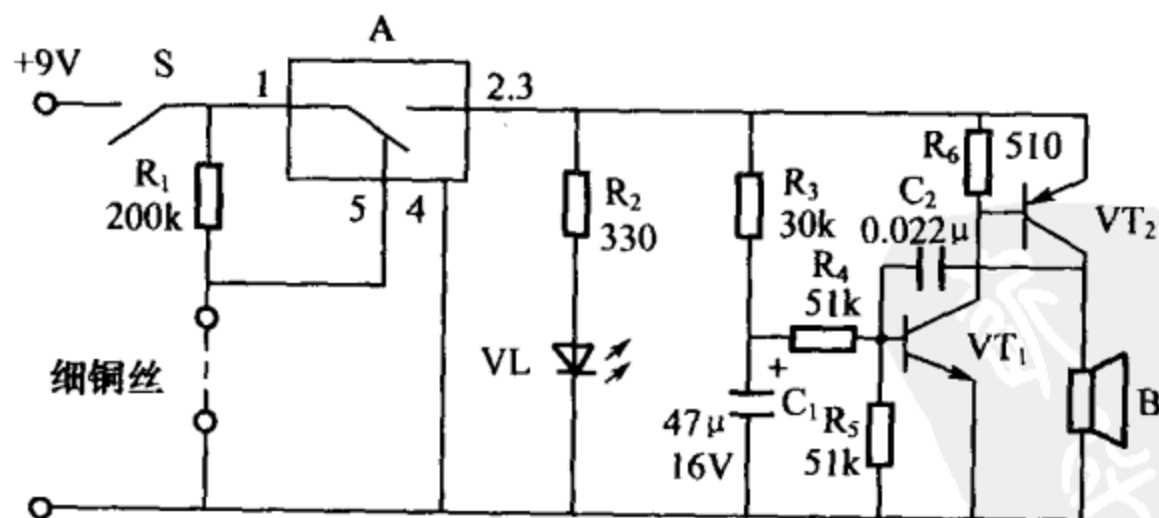 +9V
S
1
A
2.3
R1
200k
5
4
R2
330
R3
30k
R6
510
C2
0.022μ
VT2
R4
51k
细铜丝
VL
+
C1
47μ
16V
R5
51k
VT1
B